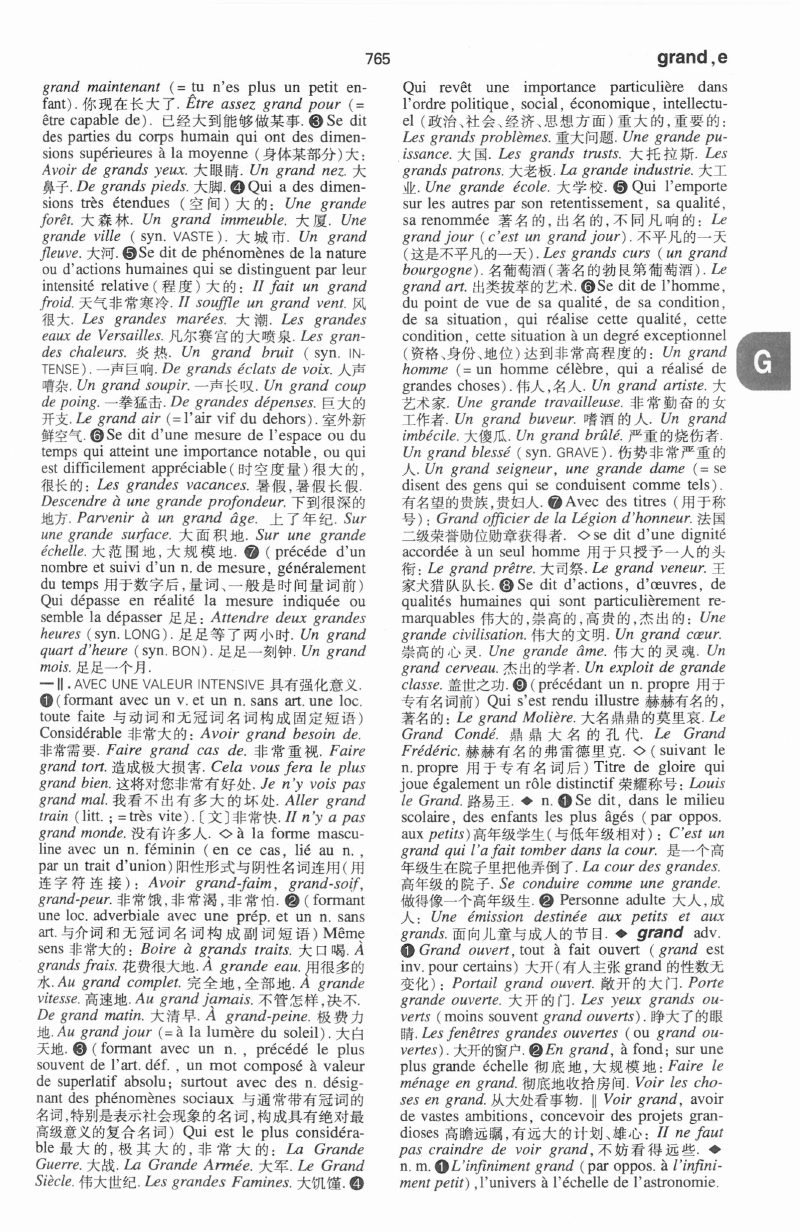 765
grand,e
grand maintenant (= tu n'es plus un petit en-
fant). 你现在长大了. Être assez grand pour (=
être capable de). 已经大到能够做某事. ❸ Se dit
des parties du corps humain qui ont des dimen-
sions supérieures à la moyenne (身体某部分)大:
Avoir de grands yeux. 大眼睛. Un grand nez. 大
鼻子. De grands pieds. 大脚. ❹ Qui a des dimen-
sions très étendues (空间) 大的: Une grande
forêt. 大森林. Un grand immeuble. 大厦. Une
grande ville ( syn. VASTE). 大城市. Un grand
fleuve. 大河. ❺ Se dit de phénomènes de la nature
ou d'actions humaines qui se distinguent par leur
intensité relative (程度) 大的: Il fait un grand
froid. 天气非常寒冷. Il souffle un grand vent. 风
很大. Les grandes marées. 大潮. Les grandes
eaux de Versailles. 凡尔赛宫的大喷泉. Les gran-
des chaleurs. 炎热. Un grand bruit ( syn. IN-
TENSE). 一声巨响. De grands éclats de voix. 人声
嘈杂. Un grand soupir. 一声长叹. Un grand coup
de poing. 一拳猛击. De grandes dépenses. 巨大的
开支. Le grand air (= l'air vif du dehors). 室外新
鲜空气. ❻ Se dit d'une mesure de l'espace ou du
temps qui atteint une importance notable, ou qui
est difficilement appréciable (时空度量) 很大的,
很长的: Les grandes vacances. 暑假,暑假长假.
Descendre à une grande profondeur. 下到很深的
地方. Parvenir à un grand âge. 上了年纪. Sur
une grande surface. 大面积地. Sur une grande
échelle. 大范围地,大规模地. ❼ ( précédé d'un
nombre et suivi d'un n. de mesure, généralement
du temps 用于数字后,量词、一般是时间量词前)
Qui dépasse en réalité la mesure indiquée ou
semble la dépasser 足足: Attendre deux grandes
heures (syn. LONG). 足足等了两小时. Un grand
quart d'heure (syn. BON). 足足一刻钟. Un grand
mois. 足足一个月.
—Ⅱ. AVEC UNE VALEUR INTENSIVE 具有强化意义.
❶ (formant avec un v. et un n. sans art. une loc.
toute faite 与动词和无冠词名词构成固定短语)
Considérable 非常大的: Avoir grand besoin de.
非常需要. Faire grand cas de. 非常重视. Faire
grand tort. 造成极大损害. Cela vous fera le plus
grand bien. 这将对您非常有好处. Je n'y vois pas
grand mal. 我看不出有多大的坏处. Aller grand
train (litt. ; = très vite). [文]非常快. Il n'y a pas
grand monde. 没有许多人. ◇ à la forme mascu-
line avec un n. féminin (en ce cas, lié au n. ,
par un trait d'union) 阳性形式与阴性名词连用(用
连字符连接): Avoir grand-faim, grand-soif,
grand-peur. 非常饿,非常渴,非常怕. ❷ (formant
une loc. adverbiale avec une prép. et un n. sans
art. 与介词和无冠词名词构成副词短语) Même
sens 非常大的: Boire à grands traits. 大口喝. À
grands frais. 花费很大地. À grande eau. 用很多的
水. Au grand complet. 完全地,全部地. À grande
vitesse. 高速地. Au grand jamais. 不管怎样,决不.
De grand matin. 大清早. À grand-peine. 极费力
地. Au grand jour (= à la lumère du soleil). 大白
天地. ❸ ( formant avec un n. , précédé le plus
souvent de l'art. déf. , un mot composé à valeur
de superlatif absolu; surtout avec des n. désig-
nant des phénomènes sociaux 与通常带有冠词的
名词,特别是表示社会现象的名词,构成具有绝对最
高级意义的复合名词) Qui est le plus considéra-
ble 最大的, 极其大的, 非常大的: La Grande
Guerre. 大战. La Grande Armée. 大军. Le Grand
Siècle. 伟大世纪. Les grandes Famines. 大饥馑. ❹
Qui revêt une importance particulière dans
l'ordre politique, social, économique, intellectu-
el (政治、社会、经济、思想方面)重大的,重要的:
Les grands problèmes. 重大问题. Une grande pu-
issance. 大国. Les grands trusts. 大托拉斯. Les
grands patrons. 大老板. La grande industrie. 大工
业. Une grande école. 大学校. ❺ Qui l'emporte
sur les autres par son retentissement, sa qualité,
sa renommée 著名的,出名的,不同凡响的: Le
grand jour (c'est un grand jour). 不平凡的一天
(这是不平凡的一天). Les grands curs ( un grand
bourgogne). 名葡萄酒(著名的勃艮第葡萄酒). Le
grand art. 出类拔萃的艺术. ❻ Se dit de l'homme,
du point de vue de sa qualité, de sa condition,
de sa situation, qui réalise cette qualité, cette
condition, cette situation à un degré exceptionnel
(资格、身份、地位)达到非常高程度的: Un grand
homme (= un homme célèbre, qui a réalisé de
grandes choses). 伟人,名人. Un grand artiste. 大
艺术家. Une grande travailleuse. 非常勤奋的女
工作者. Un grand buveur. 嗜酒的人. Un grand
imbécile. 大傻瓜. Un grand brûlé. 严重的烧伤者.
Un grand blessé ( syn. GRAVE). 伤势非常严重的
人. Un grand seigneur, une grande dame (= se
disent des gens qui se conduisent comme tels).
有名望的贵族,贵妇人. ❼ Avec des titres (用于称
号): Grand officier de la Légion d'honneur. 法国
二级荣誉勋位勋章获得者. ◇ se dit d'une dignité
accordée à un seul homme 用于只授予一人的头
衔: Le grand prêtre. 大司祭. Le grand veneur. 王
家犬猎队队长. ❽ Se dit d'actions, d'œuvres, de
qualités humaines qui sont particulièrement re-
marquables 伟大的,崇高的,高贵的,杰出的: Une
grande civilisation. 伟大的文明. Un grand cœur.
崇高的心灵. Une grande âme. 伟大的灵魂. Un
grand cerveau. 杰出的学者. Un exploit de grande
classe. 盖世之功. ❾ (précédant un n. propre 用于
专有名词前) Qui s'est rendu illustre 赫赫有名的,
著名的: Le grand Molière. 大名鼎鼎的莫里哀. Le
Grand Condé. 鼎鼎大名的孔代. Le Grand
Frédéric. 赫赫有名的弗雷德里克. ◇ ( suivant le
n. propre 用于专有名词后) Titre de gloire qui
joue également un rôle distinctif 荣耀称号: Louis
le Grand. 路易王. ◆ n. ❶ Se dit, dans le milieu
scolaire, des enfants les plus âgés ( par oppos.
aux petits) 高年级学生(与低年级相对): C'est un
grand qui l'a fait tomber dans la cour. 是一个高
年级生在院子里把他弄倒了. La cour des grandes.
高年级的院子. Se conduire comme une grande.
做得像一个高年级生. ❷ Personne adulte 大人,成
人: Une émission destinée aux petits et aux
grands. 面向儿童与成人的节目. ◆ grand adv.
❶ Grand ouvert, tout à fait ouvert ( grand est
inv. pour certains) 大开(有人主张 grand 的性数无
变化): Portail grand ouvert. 敞开的大门. Porte
grande ouverte. 大开的门. Les yeux grands ou-
verts ( moins souvent grand ouverts). 睁大了的眼
睛. Les fenêtres grandes ouvertes ( ou grand ou-
vertes). 大开的窗户. ❷ En grand, à fond; sur une
plus grande échelle 彻底地, 大规模地: Faire le
ménage en grand. 彻底地收拾房间. Voir les cho-
ses en grand. 从大处看事物. ‖ Voir grand, avoir
de vastes ambitions, concevoir des projets gran-
dioses 高瞻远瞩,有远大的计划、雄心: Il ne faut
pas craindre de voir grand, 不妨看得远些. ◆
n. m. ❶ L'infiniment grand (par oppos. à l'infini-
ment petit), l'univers à l'échelle de l'astronomie.
G